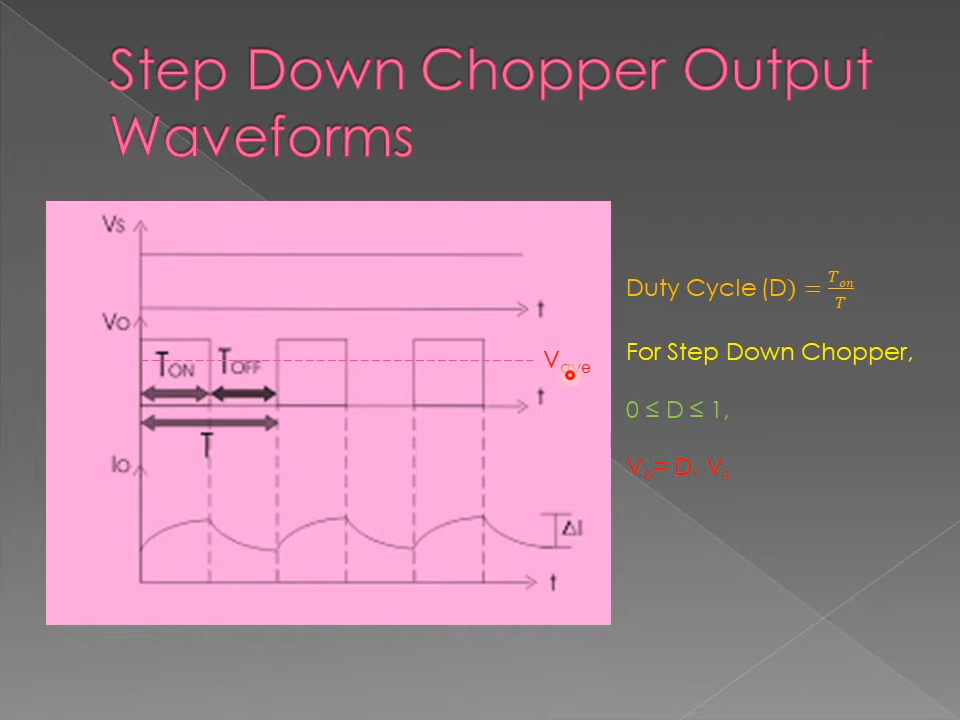 Step Down Chopper Output
Waveforms
Vs
t
Vo
TON
TOFF
Vave
t
T
Io
ΔI
t
Duty Cycle (D) = Ton/T
For Step Down Chopper,
0 ≤ D ≤ 1,
Vo= D. Vs